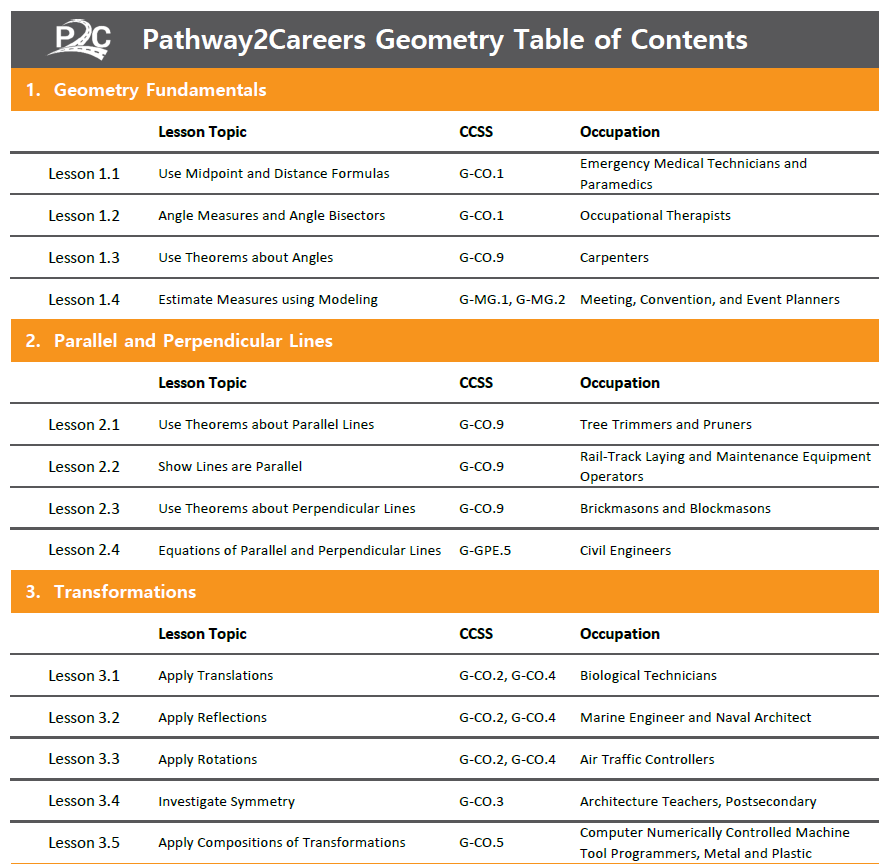 P2C Pathway2Careers Geometry Table of Contents
1. Geometry Fundamentals
Lesson Topic CCSS Occupation
Lesson 1.1 Use Midpoint and Distance Formulas G-CO.1 Emergency Medical Technicians and
Paramedics
Lesson 1.2 Angle Measures and Angle Bisectors G-CO.1 Occupational Therapists
Lesson 1.3 Use Theorems about Angles G-CO.9 Carpenters
Lesson 1.4 Estimate Measures using Modeling G-MG.1, G-MG.2 Meeting, Convention, and Event Planners
2. Parallel and Perpendicular Lines
Lesson Topic CCSS Occupation
Lesson 2.1 Use Theorems about Parallel Lines G-CO.9 Tree Trimmers and Pruners
Lesson 2.2 Show Lines are Parallel G-CO.9 Rail-Track Laying and Maintenance Equipment
Operators
Lesson 2.3 Use Theorems about Perpendicular Lines G-CO.9 Brickmasons and Blockmasons
Lesson 2.4 Equations of Parallel and Perpendicular Lines G-GPE.5 Civil Engineers
3. Transformations
Lesson Topic CCSS Occupation
Lesson 3.1 Apply Translations G-CO.2, G-CO.4 Biological Technicians
Lesson 3.2 Apply Reflections G-CO.2, G-CO.4 Marine Engineer and Naval Architect
Lesson 3.3 Apply Rotations G-CO.2, G-CO.4 Air Traffic Controllers
Lesson 3.4 Investigate Symmetry G-CO.3 Architecture Teachers, Postsecondary
Lesson 3.5 Apply Compositions of Transformations G-CO.5 Computer Numerically Controlled Machine
Tool Programmers, Metal and Plastic